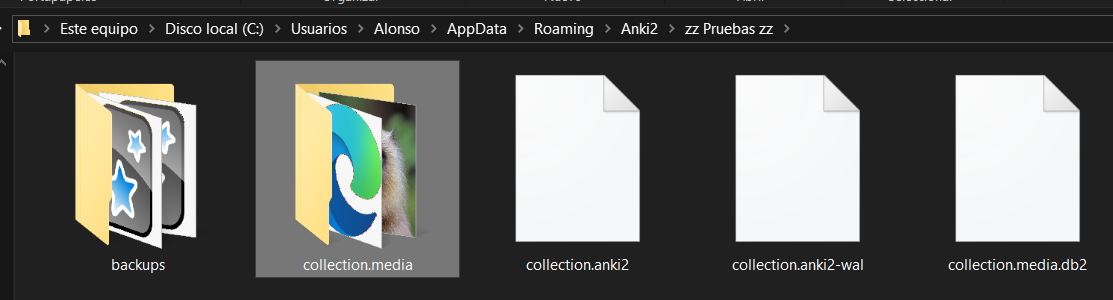 Este equipo > Disco local (C:) > Usuarios > Alonso > AppData > Roaming > Anki2 > zz Pruebas zz >
backups
collection.media
collection.anki2
collection.anki2-wal
collection.media.db2